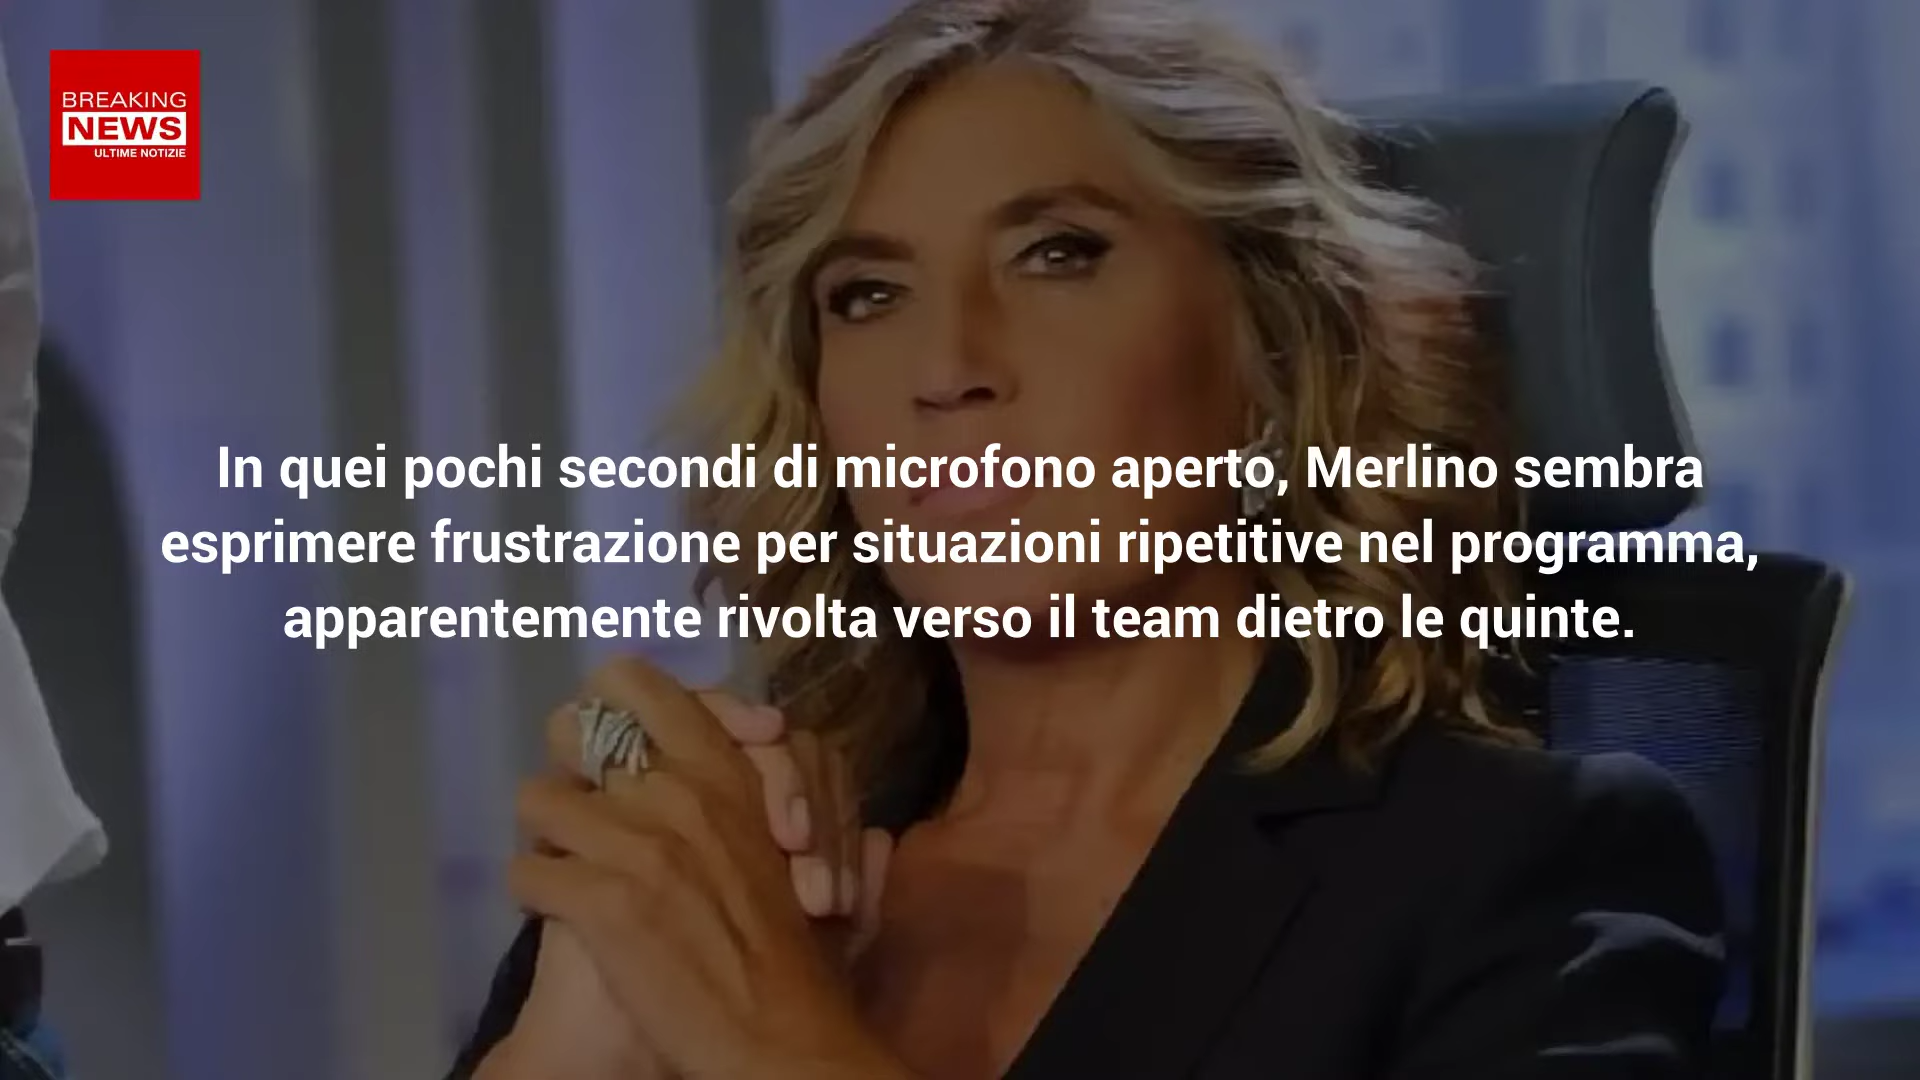 BREAKING
NEWS
ULTIME NOTIZIE
In quei pochi secondi di microfono aperto, Merlino sembra
esprimere frustrazione per situazioni ripetitive nel programma,
apparentemente rivolta verso il team dietro le quinte.